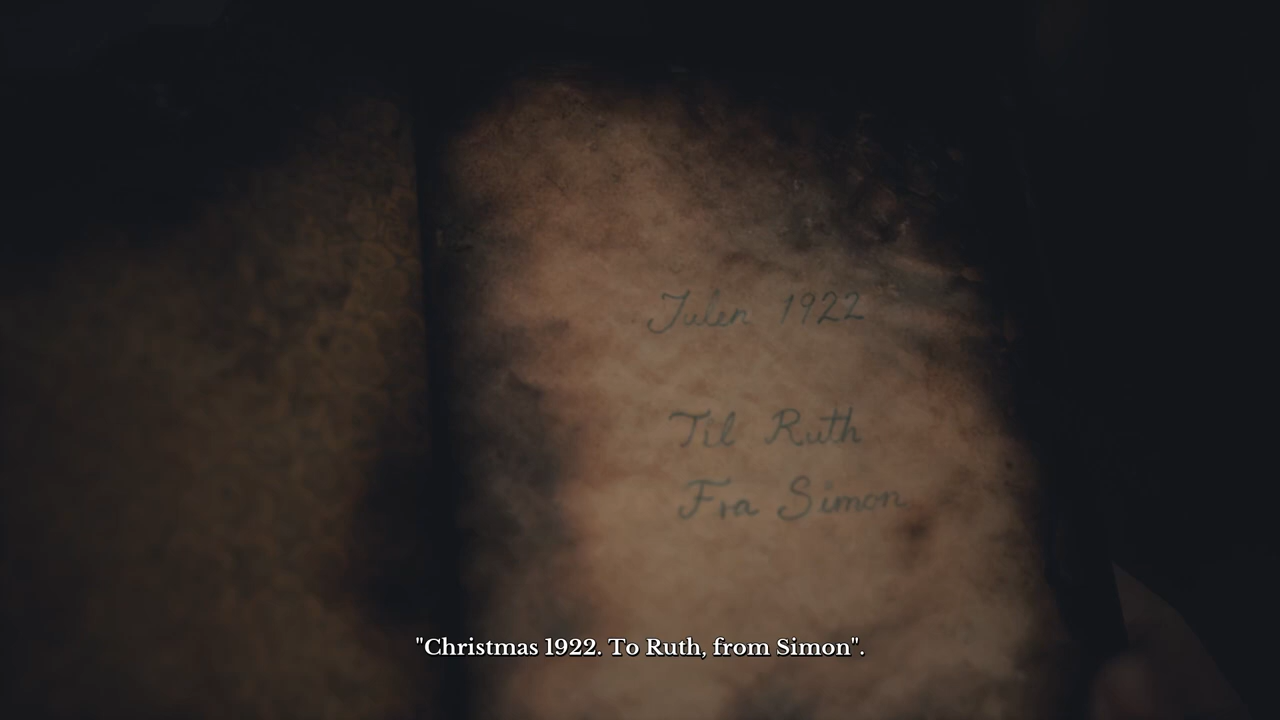 Julen 1922
Til Ruth
Fra Simon
"Christmas 1922. To Ruth, from Simon".